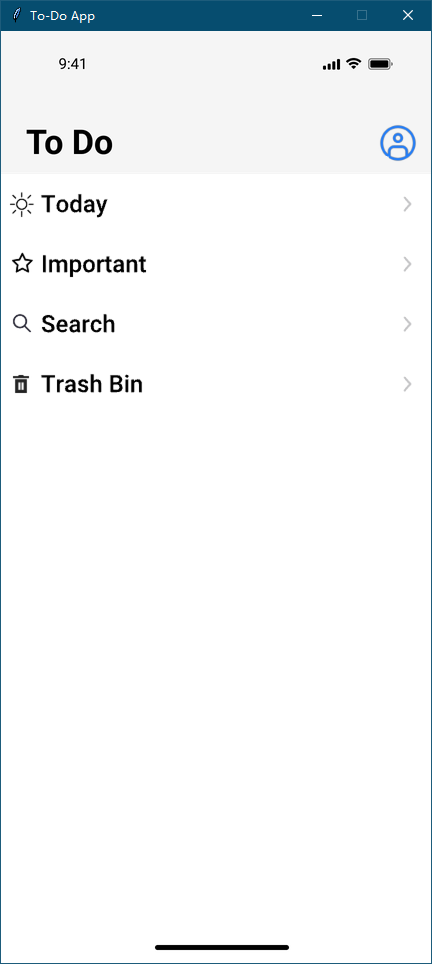 To-Do App
9:41
To Do
Today
Important
Search
Trash Bin